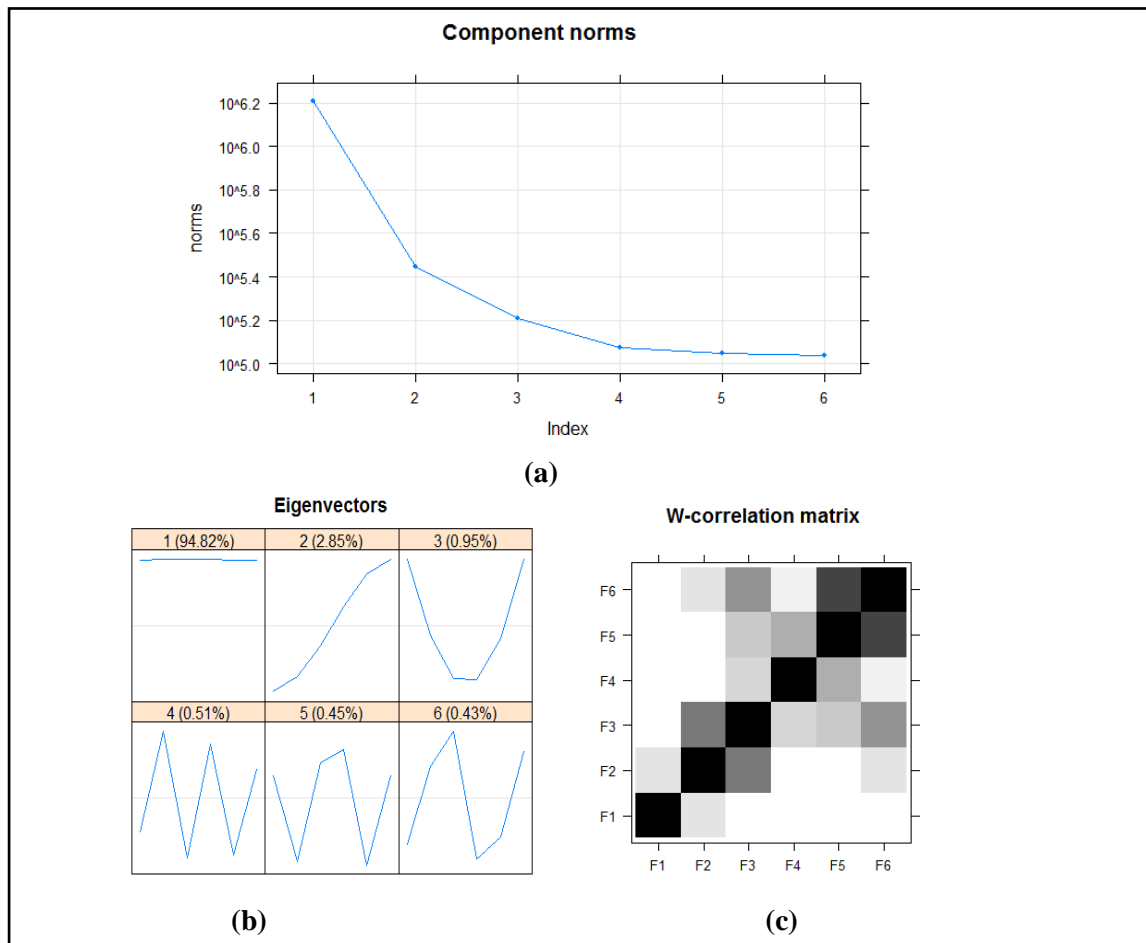 Component norms
10^6.2
10^6.0
10^5.8
10^5.6
10^5.4
10^5.2
10^5.0
norms
1 2 3 4 5 6
Index
(a)
Eigenvectors
1 (94.82%) 2 (2.85%) 3 (0.95%)
4 (0.51%) 5 (0.45%) 6 (0.43%)
(b)
W-correlation matrix
F6
F5
F4
F3
F2
F1
F1 F2 F3 F4 F5 F6
(c)